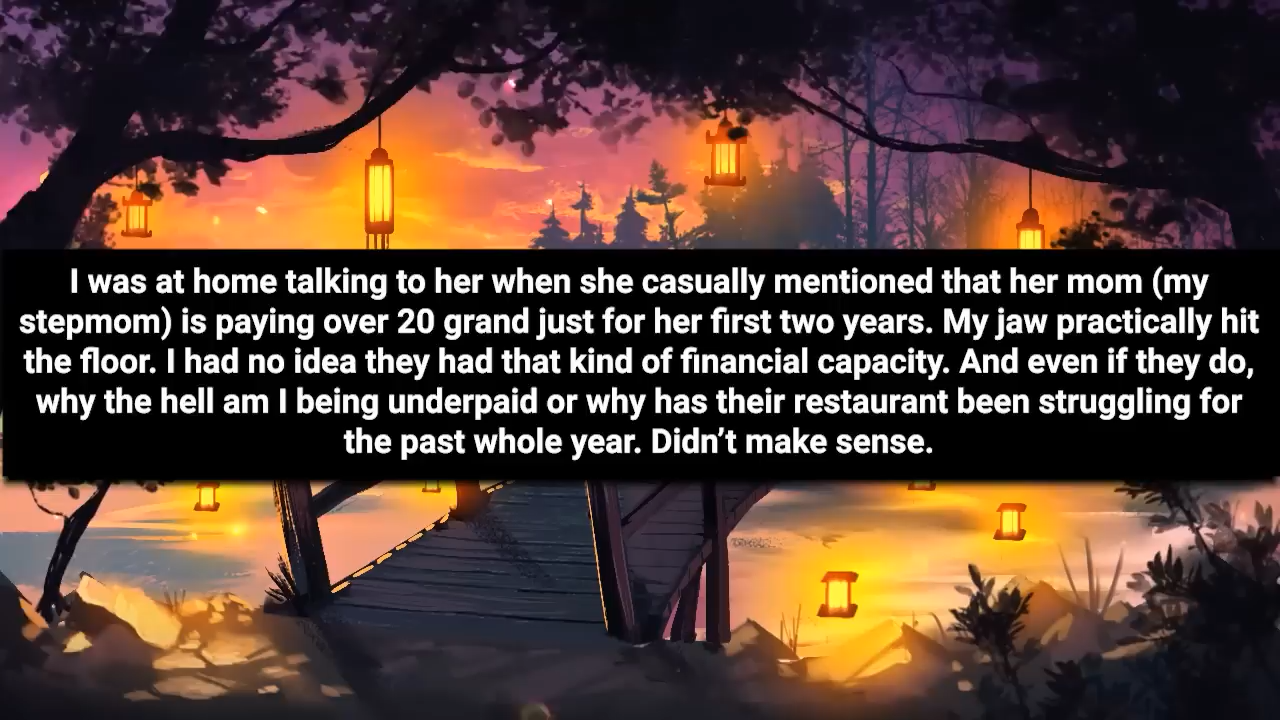 I was at home talking to her when she casually mentioned that her mom (my
stepmom) is paying over 20 grand just for her first two years. My jaw practically hit
the floor. I had no idea they had that kind of financial capacity. And even if they do,
why the hell am I being underpaid or why has their restaurant been struggling for
the past whole year. Didn’t make sense.